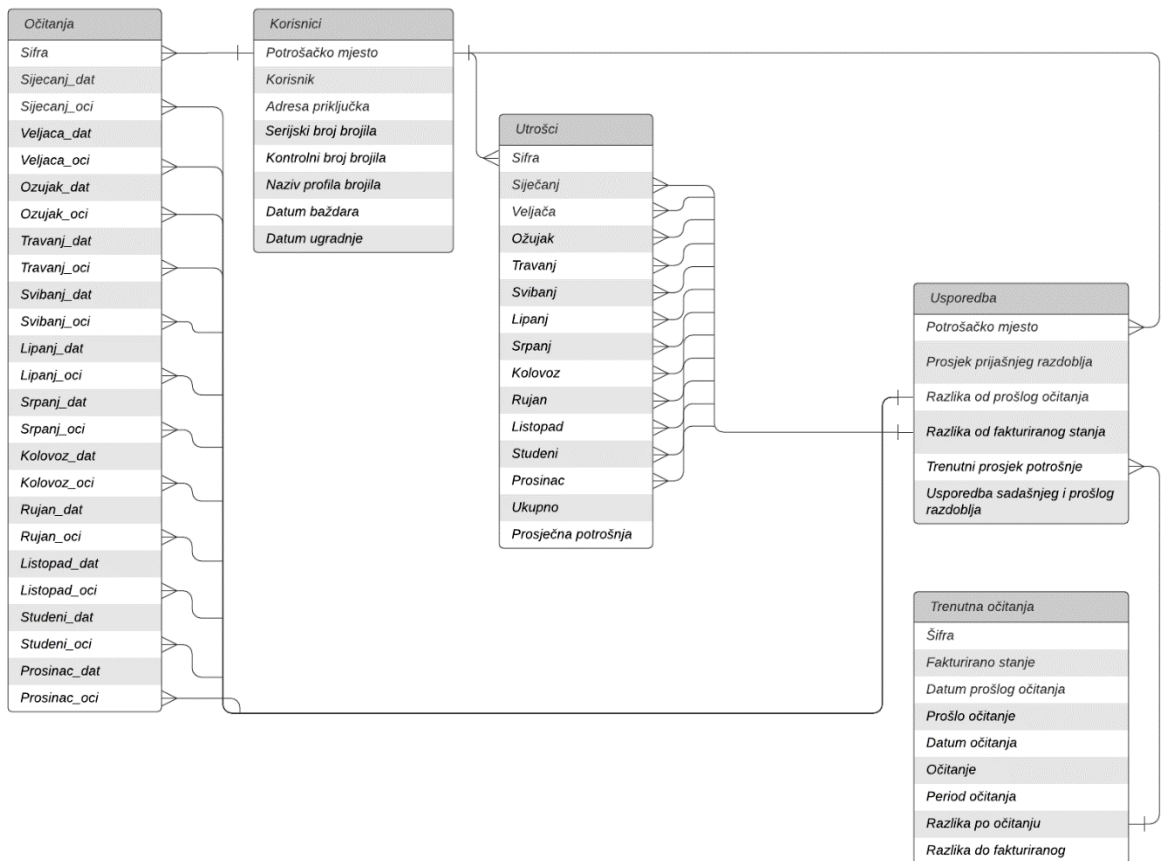 Očitanja
Sifra
Sijecanj_dat
Sijecanj_oci
Veljaca_dat
Veljaca_oci
Ozujak_dat
Ozujak_oci
Travanj_dat
Travanj_oci
Svibanj_dat
Svibanj_oci
Lipanj_dat
Lipanj_oci
Srpanj_dat
Srpanj_oci
Kolovoz_dat
Kolovoz_oci
Rujan_dat
Rujan_oci
Listopad_dat
Listopad_oci
Studeni_dat
Studeni_oci
Prosinac_dat
Prosinac_oci
Korisnici
Potrošačko mjesto
Korisnik
Adresa priključka
Serijski broj brojila
Kontrolni broj brojila
Naziv profila brojila
Datum baždara
Datum ugradnje
Utrošci
Sifra
Siječanj
Veljača
Ožujak
Travanj
Svibanj
Lipanj
Srpanj
Kolovoz
Rujan
Listopad
Studeni
Prosinac
Ukupno
Prosječna potrošnja
Usporedba
Potrošačko mjesto
Prosjek prijašnjeg razdoblja
Razlika od prošlog očitanja
Razlika od fakturiranog stanja
Trenutni prosjek potrošnje
Usporedba sadašnjeg i prošlog
razdoblja
Trenutna očitanja
Šifra
Fakturirano stanje
Datum prošlog očitanja
Prošlo očitanje
Datum očitanja
Očitanje
Period očitanja
Razlika po očitanju
Razlika do fakturiranog